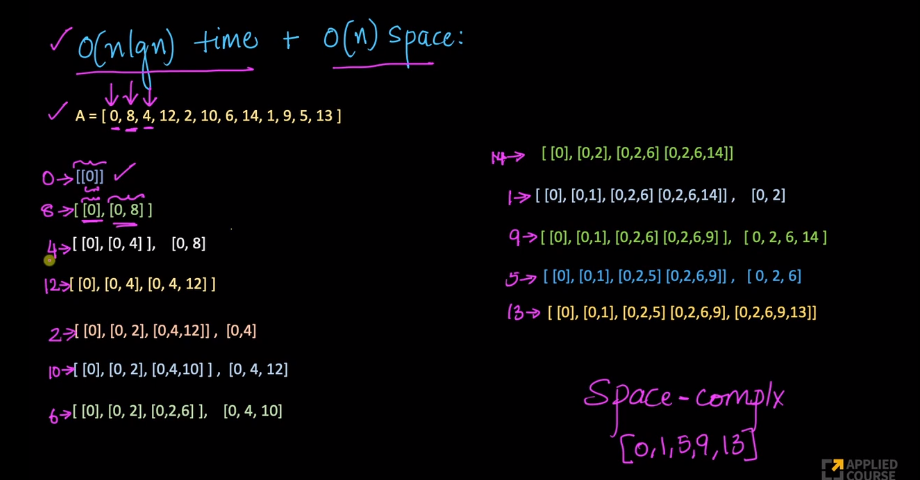 ✓ O(n lgn) time + O(n) Space:
✓ A = [ 0, 8, 4, 12, 2, 10, 6, 14, 1, 9, 5, 13 ]
0→ [[0]] ✓
8→ [ [0], [0, 8] ]
4→ [ [0], [0, 4] ], [0, 8]
12→ [ [0], [0, 4], [0, 4, 12] ]
2→ [ [0], [0, 2], [0,4,12]] , [0,4]
10→ [ [0], [0, 2], [0,4,10] ] , [0, 4, 12]
6→ [ [0], [0, 2], [0,2,6] ], [0, 4, 10]
14→ [ [0], [0,2], [0,2,6] [0,2,6,14]]
1→ [ [0], [0,1], [0,2,6] [0,2,6,14]] , [0, 2]
9→ [ [0], [0,1], [0,2,6] [0,2,6,9] ], [ 0, 2, 6, 14 ]
5→ [ [0], [0,1], [0,2,5] [0,2,6,9]] , [ 0, 2, 6]
13→ [ [0], [0,1], [0,2,5] [0,2,6,9], [0,2,6,9,13]]
Space-complx
[0,1,5,9,13]
APPLIED
COURSE